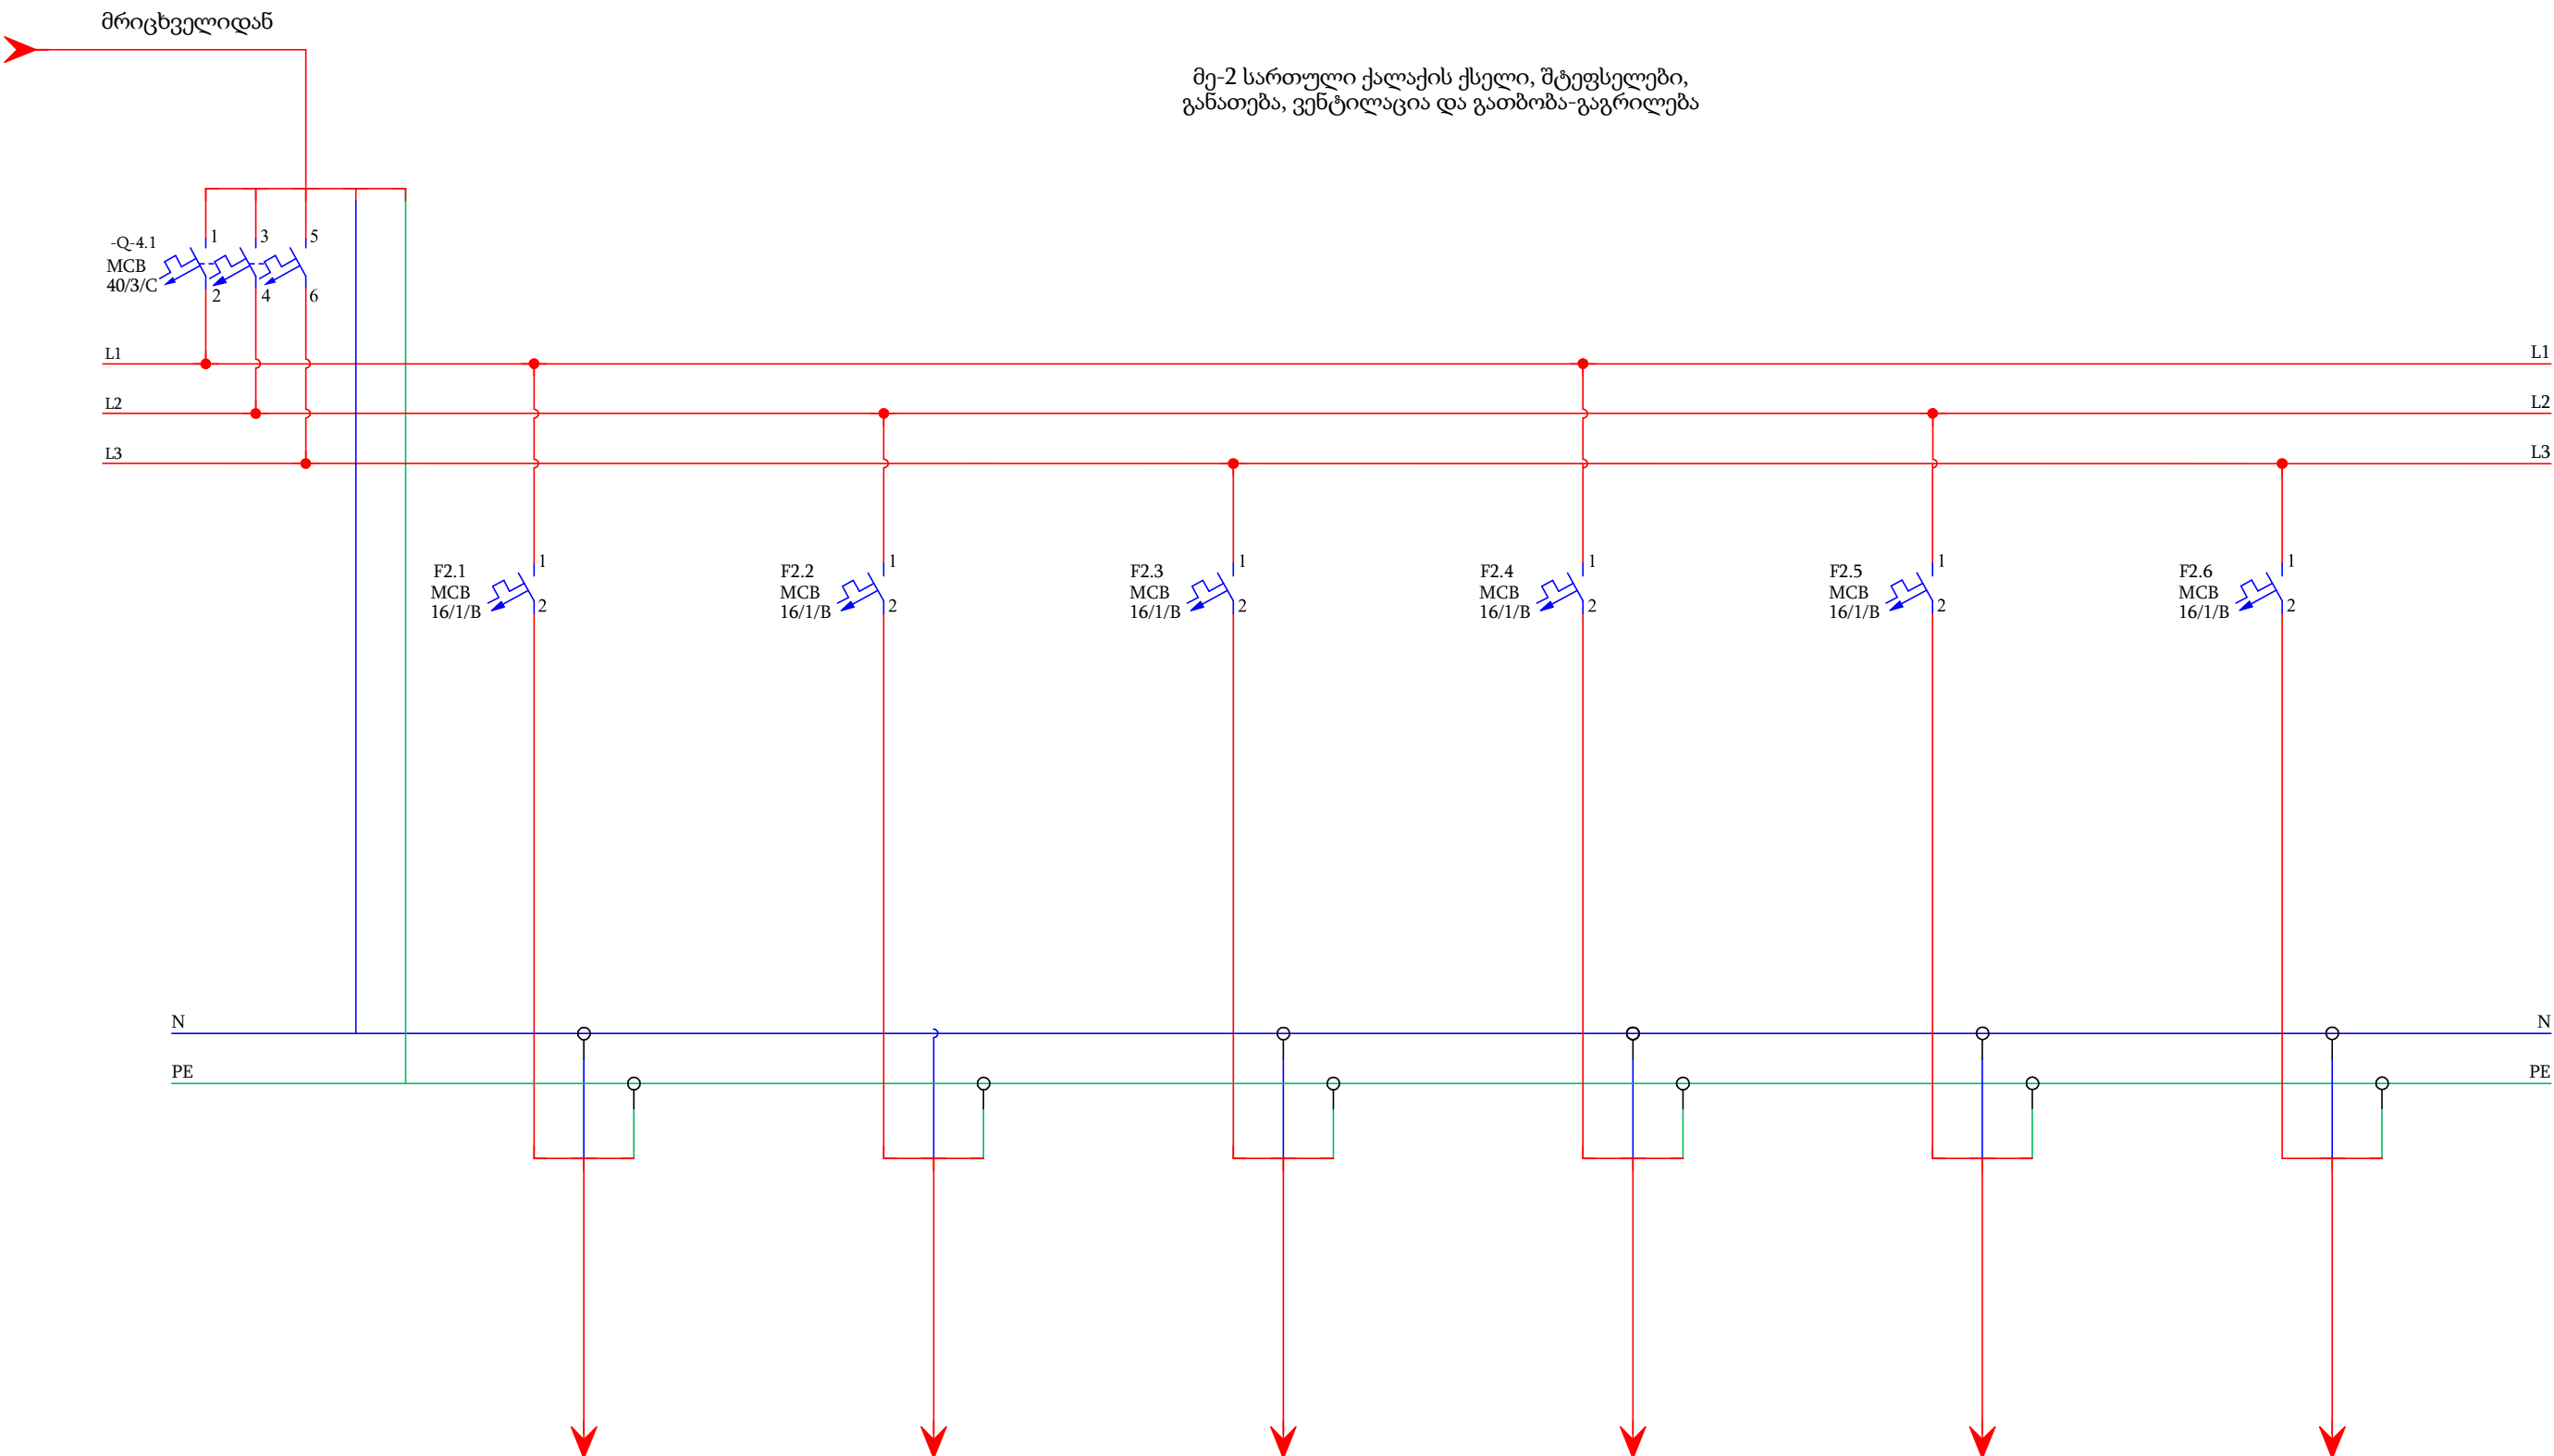 მრიცხველიდან
მე-2 სართული ქალაქის ქსელი, შტეფსელები,
განათება, ვენტილაცია და გათბობა-გაგრილება
-Q-4.1
MCB
40/3/C
1
3
5
2
4
6
L1
L1
L2
L2
L3
L3
F2.1
MCB
16/1/B
1
2
F2.2
MCB
16/1/B
1
2
F2.3
MCB
16/1/B
1
2
F2.4
MCB
16/1/B
1
2
F2.5
MCB
16/1/B
1
2
F2.6
MCB
16/1/B
1
2
N
N
PE
PE